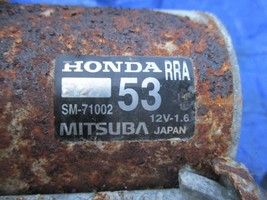 HONDA RRA
53
SM-71002
12V-1.6
MITSUBA JAPAN